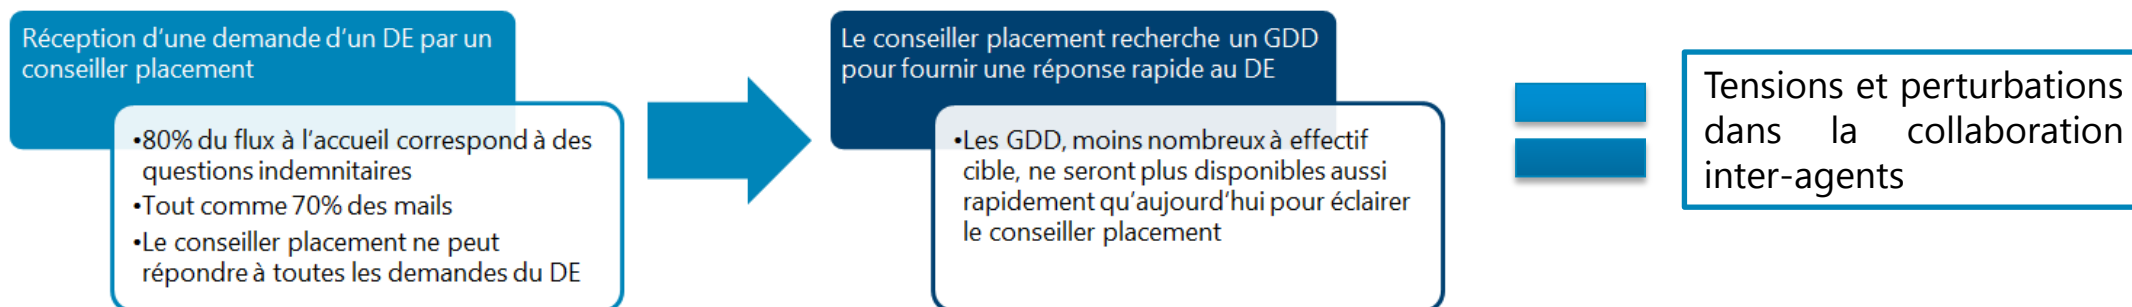 Réception d'une demande d'un DE par un
conseiller placement
•80% du flux à l'accueil correspond à des
questions indemnitaires
•Tout comme 70% des mails
•Le conseiller placement ne peut
répondre à toutes les demandes du DE
Le conseiller placement recherche un GDD
pour fournir une réponse rapide au DE
•Les GDD, moins nombreux à effectif
cible, ne seront plus disponibles aussi
rapidement qu'aujourd'hui pour éclairer
le conseiller placement
Tensions et perturbations
dans la collaboration
inter-agents